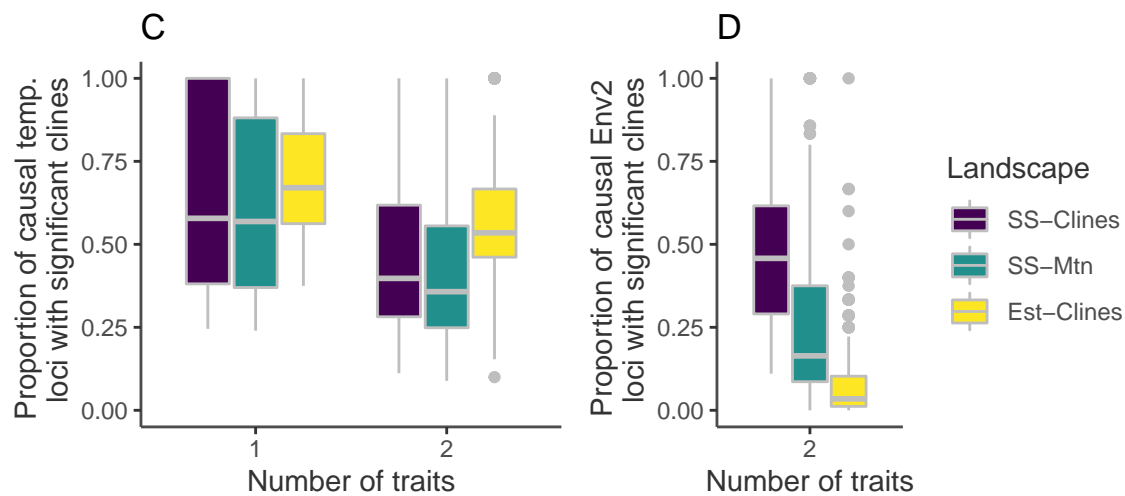 C
Proportion of causal temp.
loci with significant clines
1.00
0.75
0.50
0.25
0.00
1
2
Number of traits
D
Proportion of causal Env2
loci with significant clines
1.00
0.75
0.50
0.25
0.00
2
Number of traits
Landscape
SS−Clines
SS−Mtn
Est−Clines